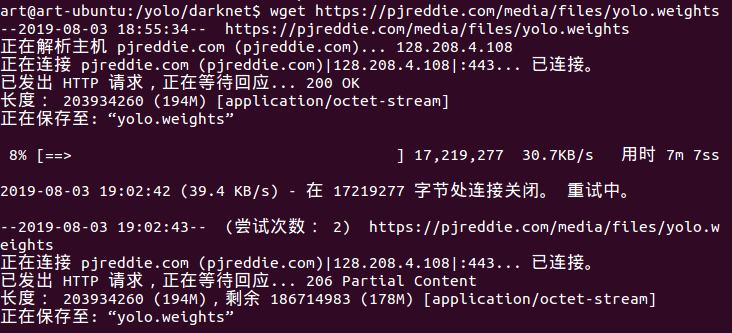 art@art-ubuntu:/yolo/darknet$ wget https://pjreddie.com/media/files/yolo.weights
--2019-08-03 18:55:34--  https://pjreddie.com/media/files/yolo.weights
正在解析主机 pjreddie.com (pjreddie.com)... 128.208.4.108
正在连接 pjreddie.com (pjreddie.com)|128.208.4.108|:443... 已连接。
已发出 HTTP 请求，正在等待回应... 200 OK
长度： 203934260 (194M) [application/octet-stream]
正在保存至: “yolo.weights”
 8% [==>                                       ] 17,219,277  30.7KB/s   用时 7m 7ss
2019-08-03 19:02:42 (39.4 KB/s) - 在 17219277 字节处连接关闭。 重试中。
--2019-08-03 19:02:43--  (尝试次数： 2)  https://pjreddie.com/media/files/yolo.w
eights
正在连接 pjreddie.com (pjreddie.com)|128.208.4.108|:443... 已连接。
已发出 HTTP 请求，正在等待回应... 206 Partial Content
长度： 203934260 (194M)，剩余 186714983 (178M) [application/octet-stream]
正在保存至: “yolo.weights”